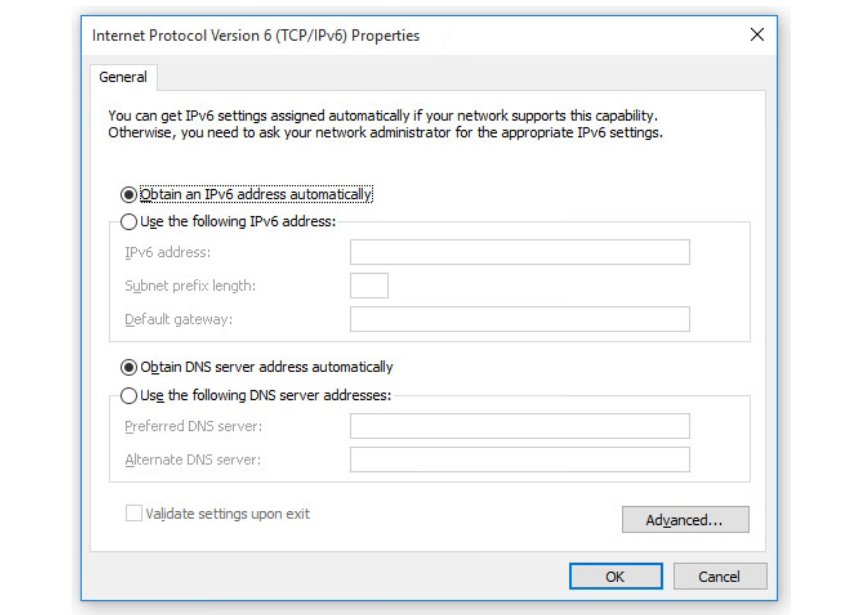 Internet Protocol Version 6 (TCP/IPv6) Properties
General
You can get IPv6 settings assigned automatically if your network supports this capability.
Otherwise, you need to ask your network administrator for the appropriate IPv6 settings.
Obtain an IPv6 address automatically
Use the following IPv6 address:
IPv6 address:
Subnet prefix length:
Default gateway:
Obtain DNS server address automatically
Use the following DNS server addresses:
Preferred DNS server:
Alternate DNS server:
Validate settings upon exit
Advanced...
OK Cancel